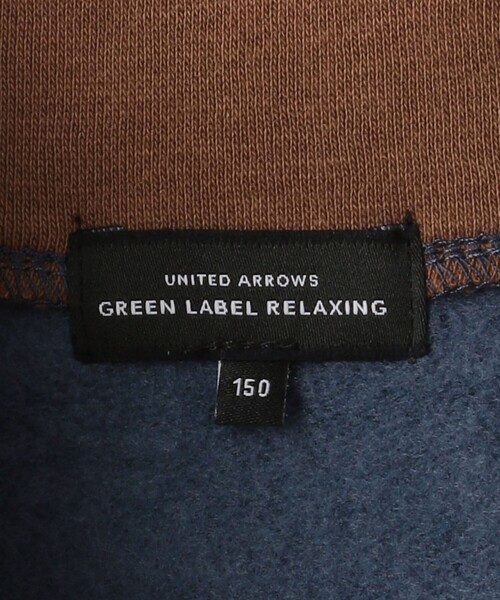 UNITED ARROWS
GREEN LABEL RELAXING
150